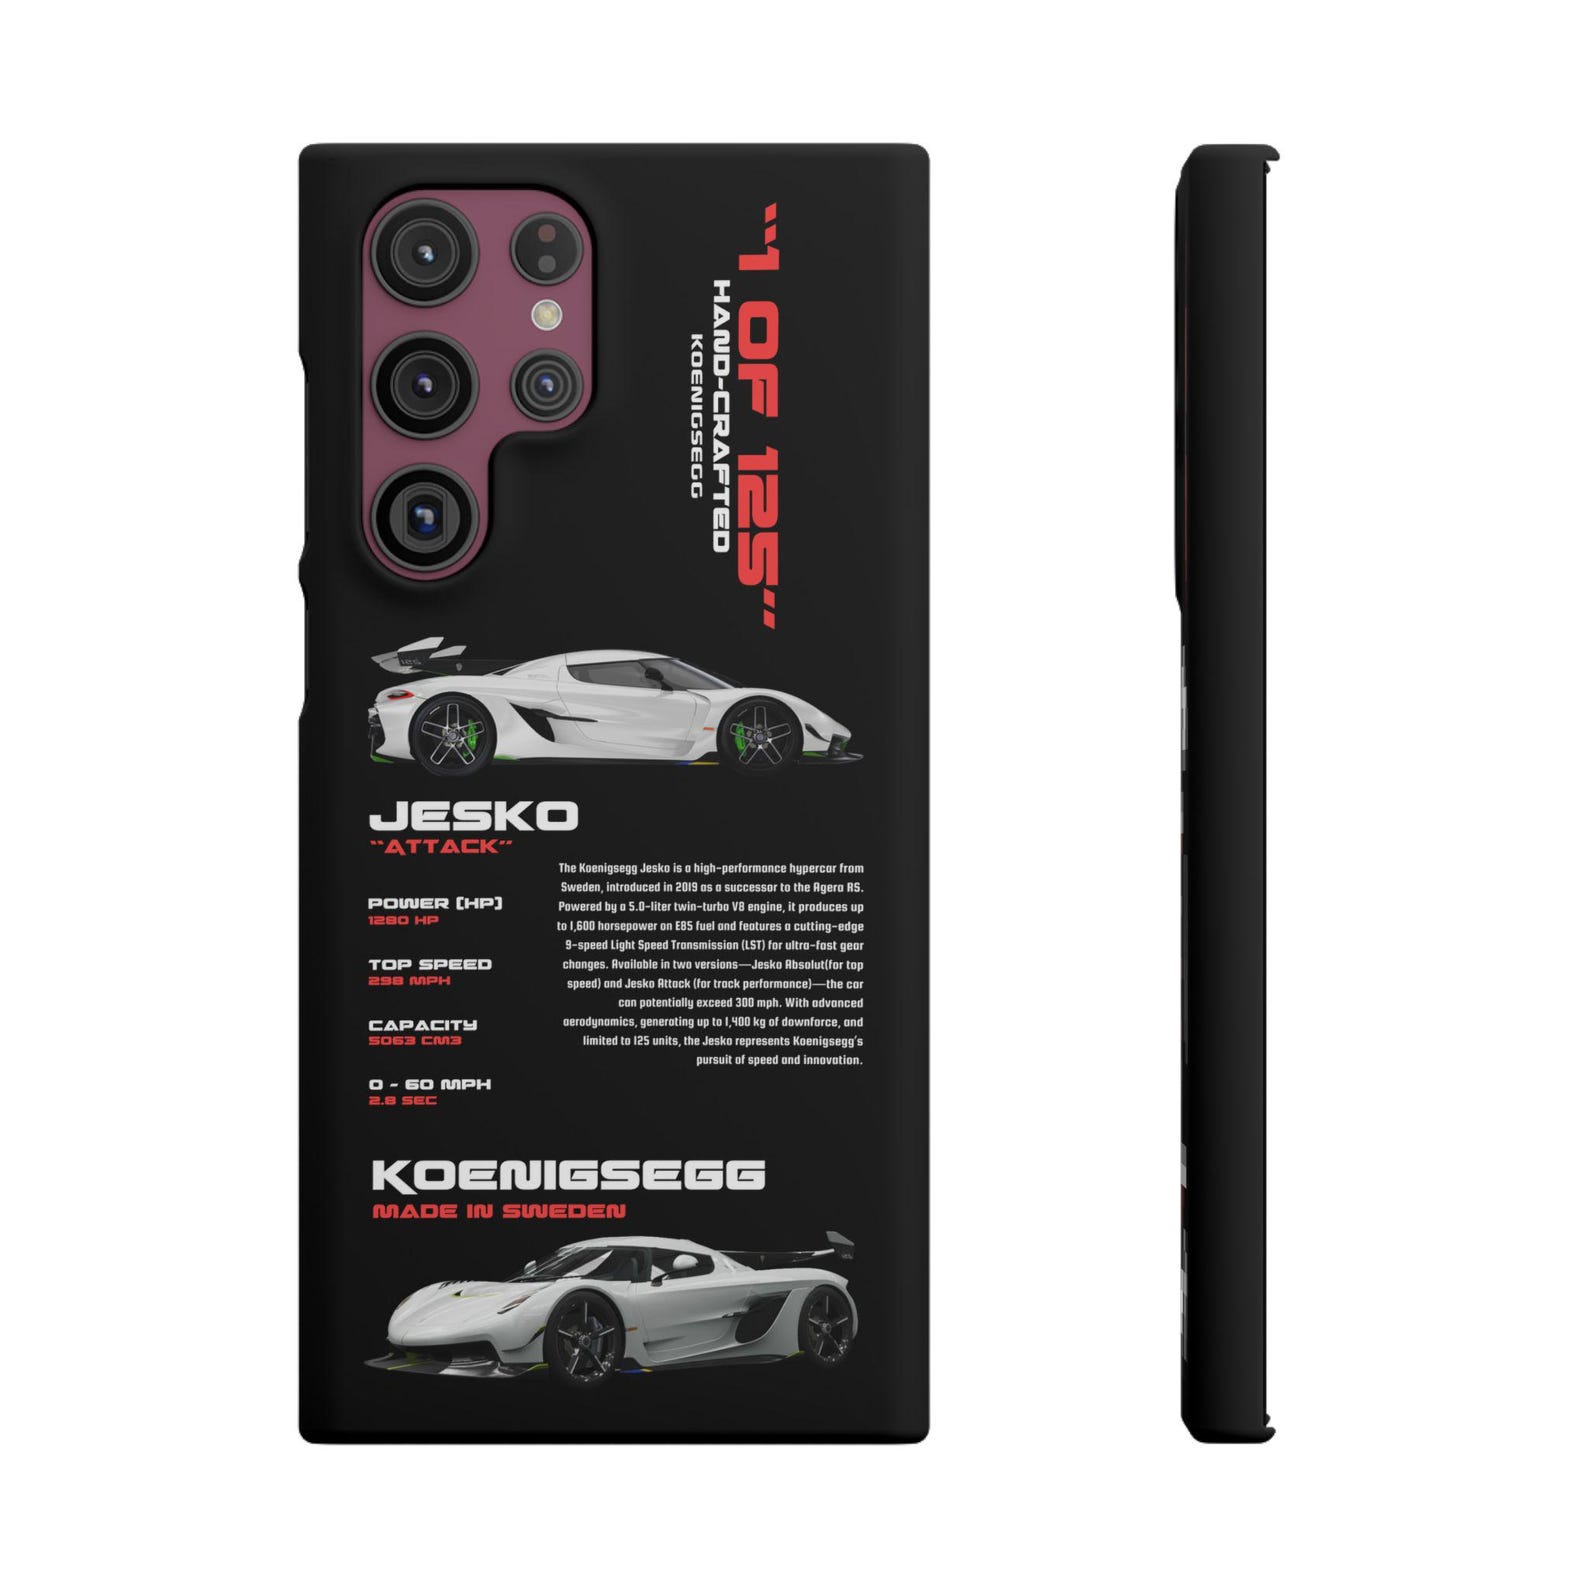 “1 OF 125”
HAND-CRAFTED
KOENIGSEGG
125
JESKO
“ATTACK”
The Koenigsegg Jesko is a high-performance hypercar from
Sweden, introduced in 2019 as a successor to the Agera RS.
Powered by a 5.0-liter twin-turbo V8 engine, it produces up
to 1,600 horsepower on E85 fuel and features a cutting-edge
9-speed Light Speed Transmission (LST) for ultra-fast gear
changes. Available in two versions—Jesko Absolut(for top
speed) and Jesko Attack (for track performance)—the car
can potentially exceed 300 mph. With advanced
aerodynamics, generating up to 1,400 kg of downforce, and
limited to 125 units, the Jesko represents Koenigsegg’s
pursuit of speed and innovation.
POWER (HP)
1280 HP
TOP SPEED
298 MPH
CAPACITY
5063 CM3
0 - 60 MPH
2.8 SEC
KOENIGSEGG
MADE IN SWEDEN